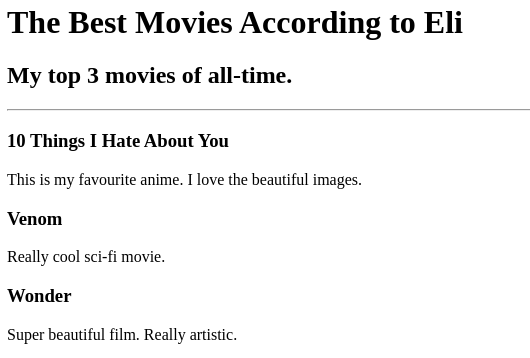 The Best Movies According to Eli
My top 3 movies of all-time.
10 Things I Hate About You
This is my favourite anime. I love the beautiful images.
Venom
Really cool sci-fi movie.
Wonder
Super beautiful film. Really artistic.